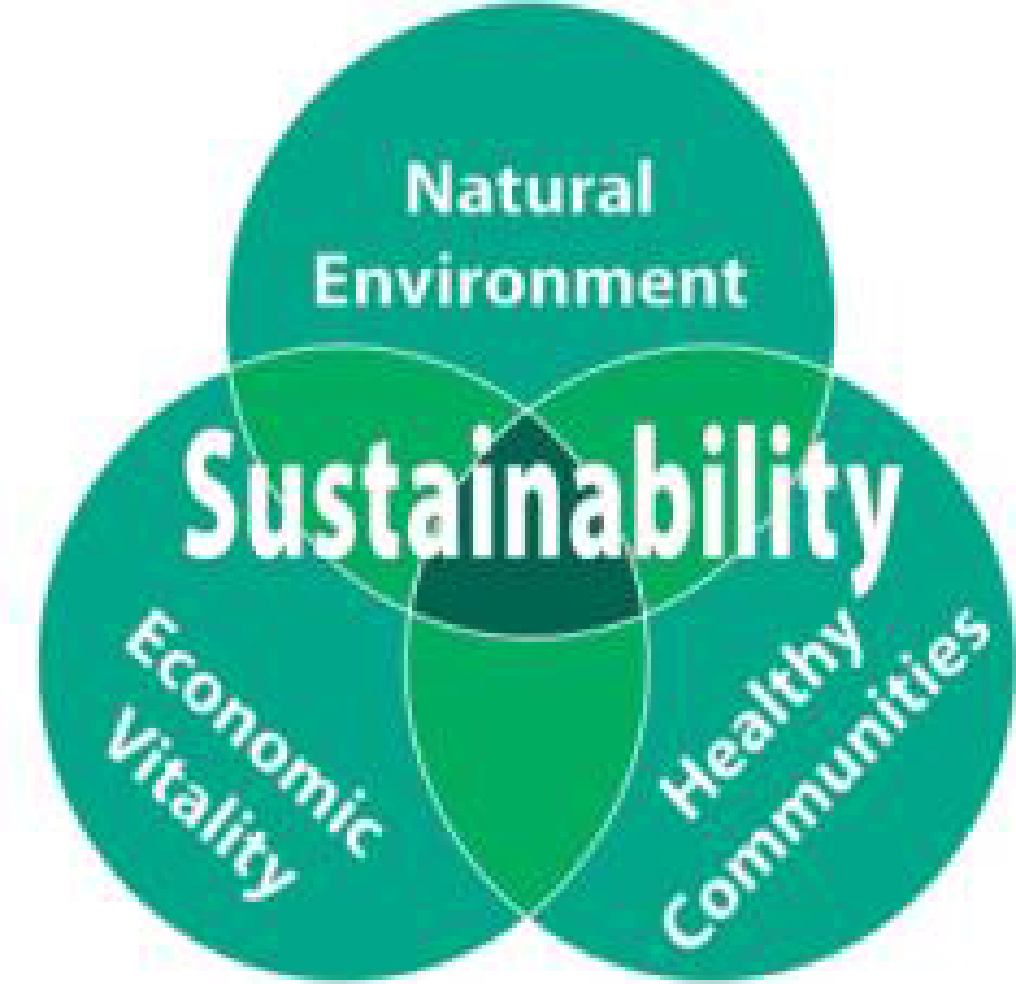 Natural
Environment
Sustainability
Economic
Vitality
Healthy
Communities